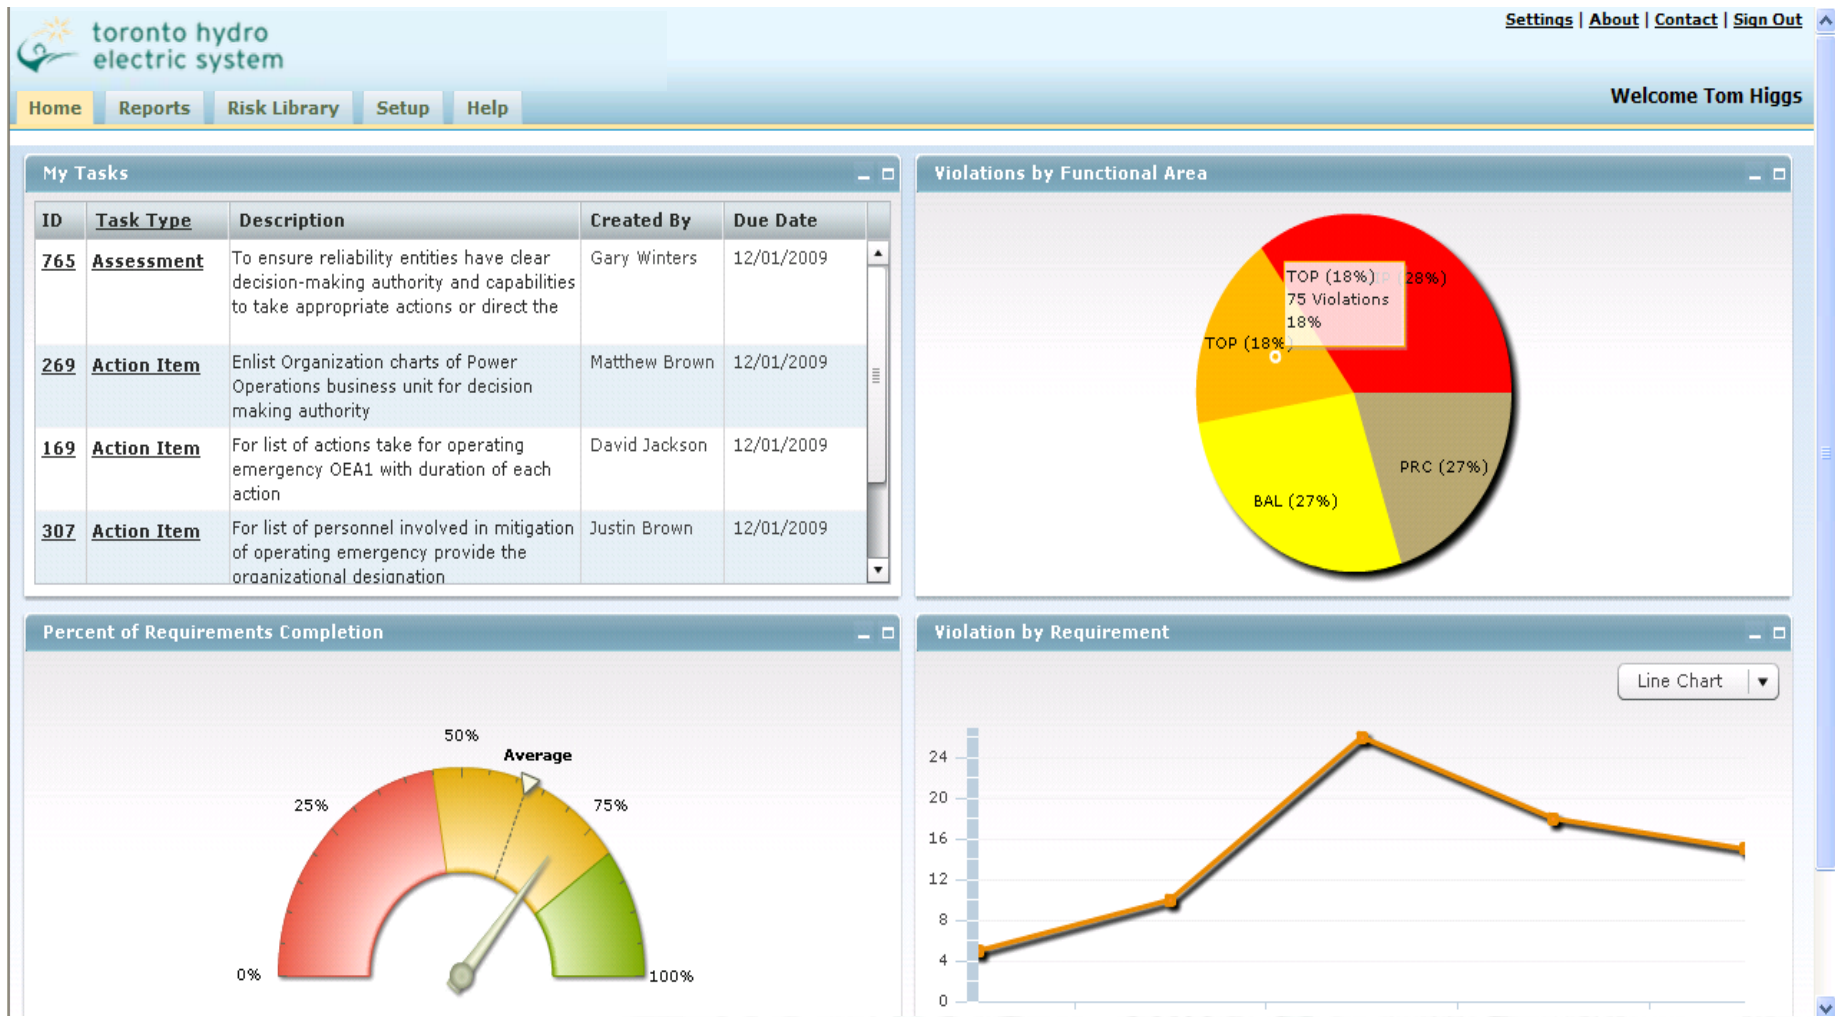 Settings | About | Contact | Sign Out
toronto hydro
electric system
Welcome Tom Higgs
Home Reports Risk Library Setup Help
My Tasks
ID Task Type Description Created By Due Date
765 Assessment To ensure reliability entities have clear Gary Winters 12/01/2009
decision-making authority and capabilities
to take appropriate actions or direct the
269 Action Item Enlist Organization charts of Power Matthew Brown 12/01/2009
Operations business unit for decision
making authority
169 Action Item For list of actions take for operating David Jackson 12/01/2009
emergency OEA1 with duration of each
action
307 Action Item For list of personnel involved in mitigation Justin Brown 12/01/2009
of operating emergency provide the
organizational designation
Violations by Functional Area
TOP (18%)
75 Violations
18%
(28%)
TOP (18%)
BAL (27%)
PRC (27%)
Percent of Requirements Completion
50%
Average
25%
75%
0%
100%
Violation by Requirement
Line Chart
24
20
16
12
8
4
0